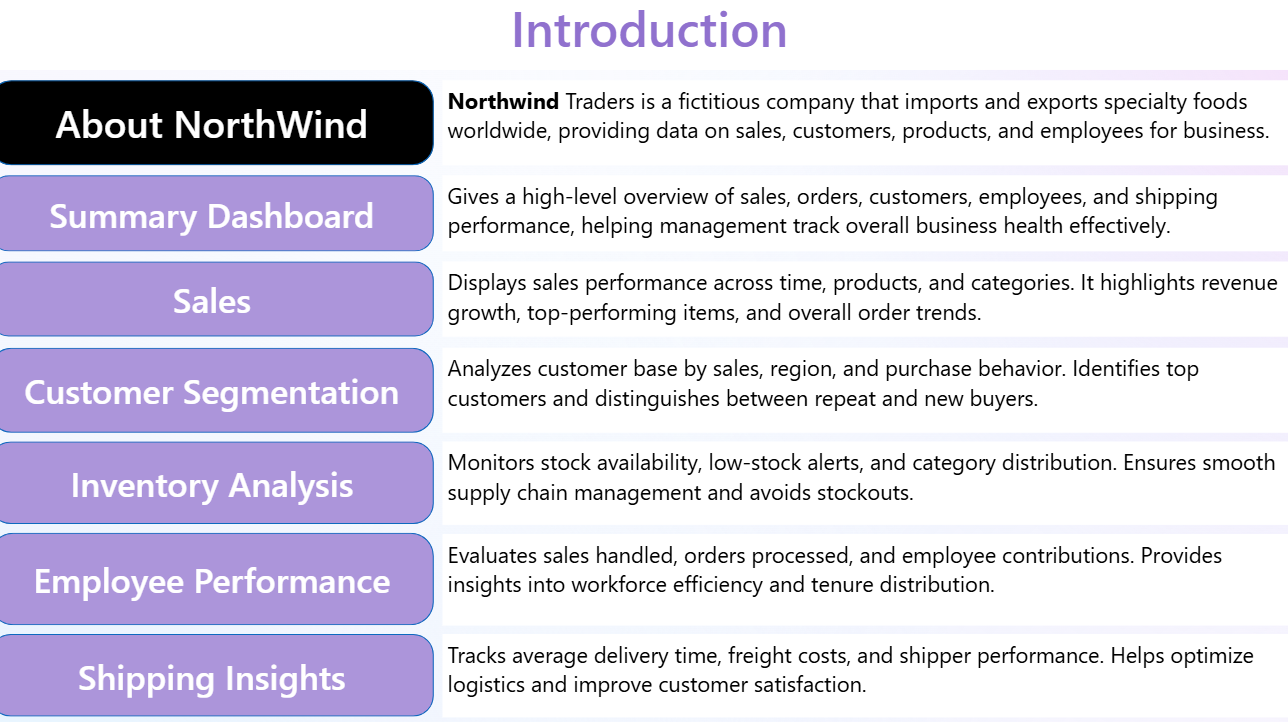 Introduction
About NorthWind
Northwind Traders is a fictitious company that imports and exports specialty foods
worldwide, providing data on sales, customers, products, and employees for business.
Summary Dashboard
Gives a high-level overview of sales, orders, customers, employees, and shipping
performance, helping management track overall business health effectively.
Sales
Displays sales performance across time, products, and categories. It highlights revenue
growth, top-performing items, and overall order trends.
Customer Segmentation
Analyzes customer base by sales, region, and purchase behavior. Identifies top
customers and distinguishes between repeat and new buyers.
Inventory Analysis
Monitors stock availability, low-stock alerts, and category distribution. Ensures smooth
supply chain management and avoids stockouts.
Employee Performance
Evaluates sales handled, orders processed, and employee contributions. Provides
insights into workforce efficiency and tenure distribution.
Shipping Insights
Tracks average delivery time, freight costs, and shipper performance. Helps optimize
logistics and improve customer satisfaction.